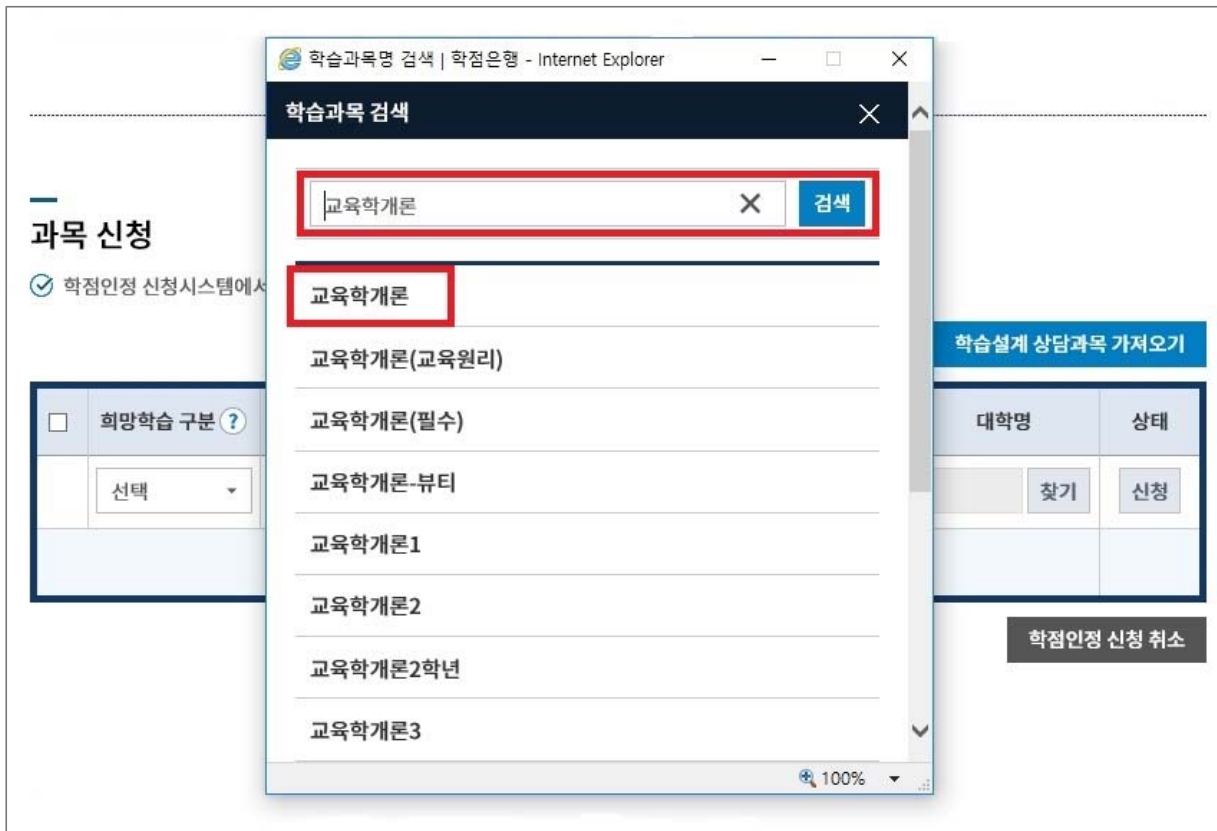 학습과목명 검색 | 학점은행 - Internet Explorer
학습과목 검색
교육학개론
검색
과목 신청
학점인정 신청시스템에서
교육학개론
교육학개론(교육원리)
학습설계 상담과목 가져오기
희망학습 구분 ?
교육학개론(필수)
대학명
상태
선택
교육학개론-뷰티
찾기
신청
교육학개론1
교육학개론2
학점인정 신청 취소
교육학개론2학년
교육학개론3
100%